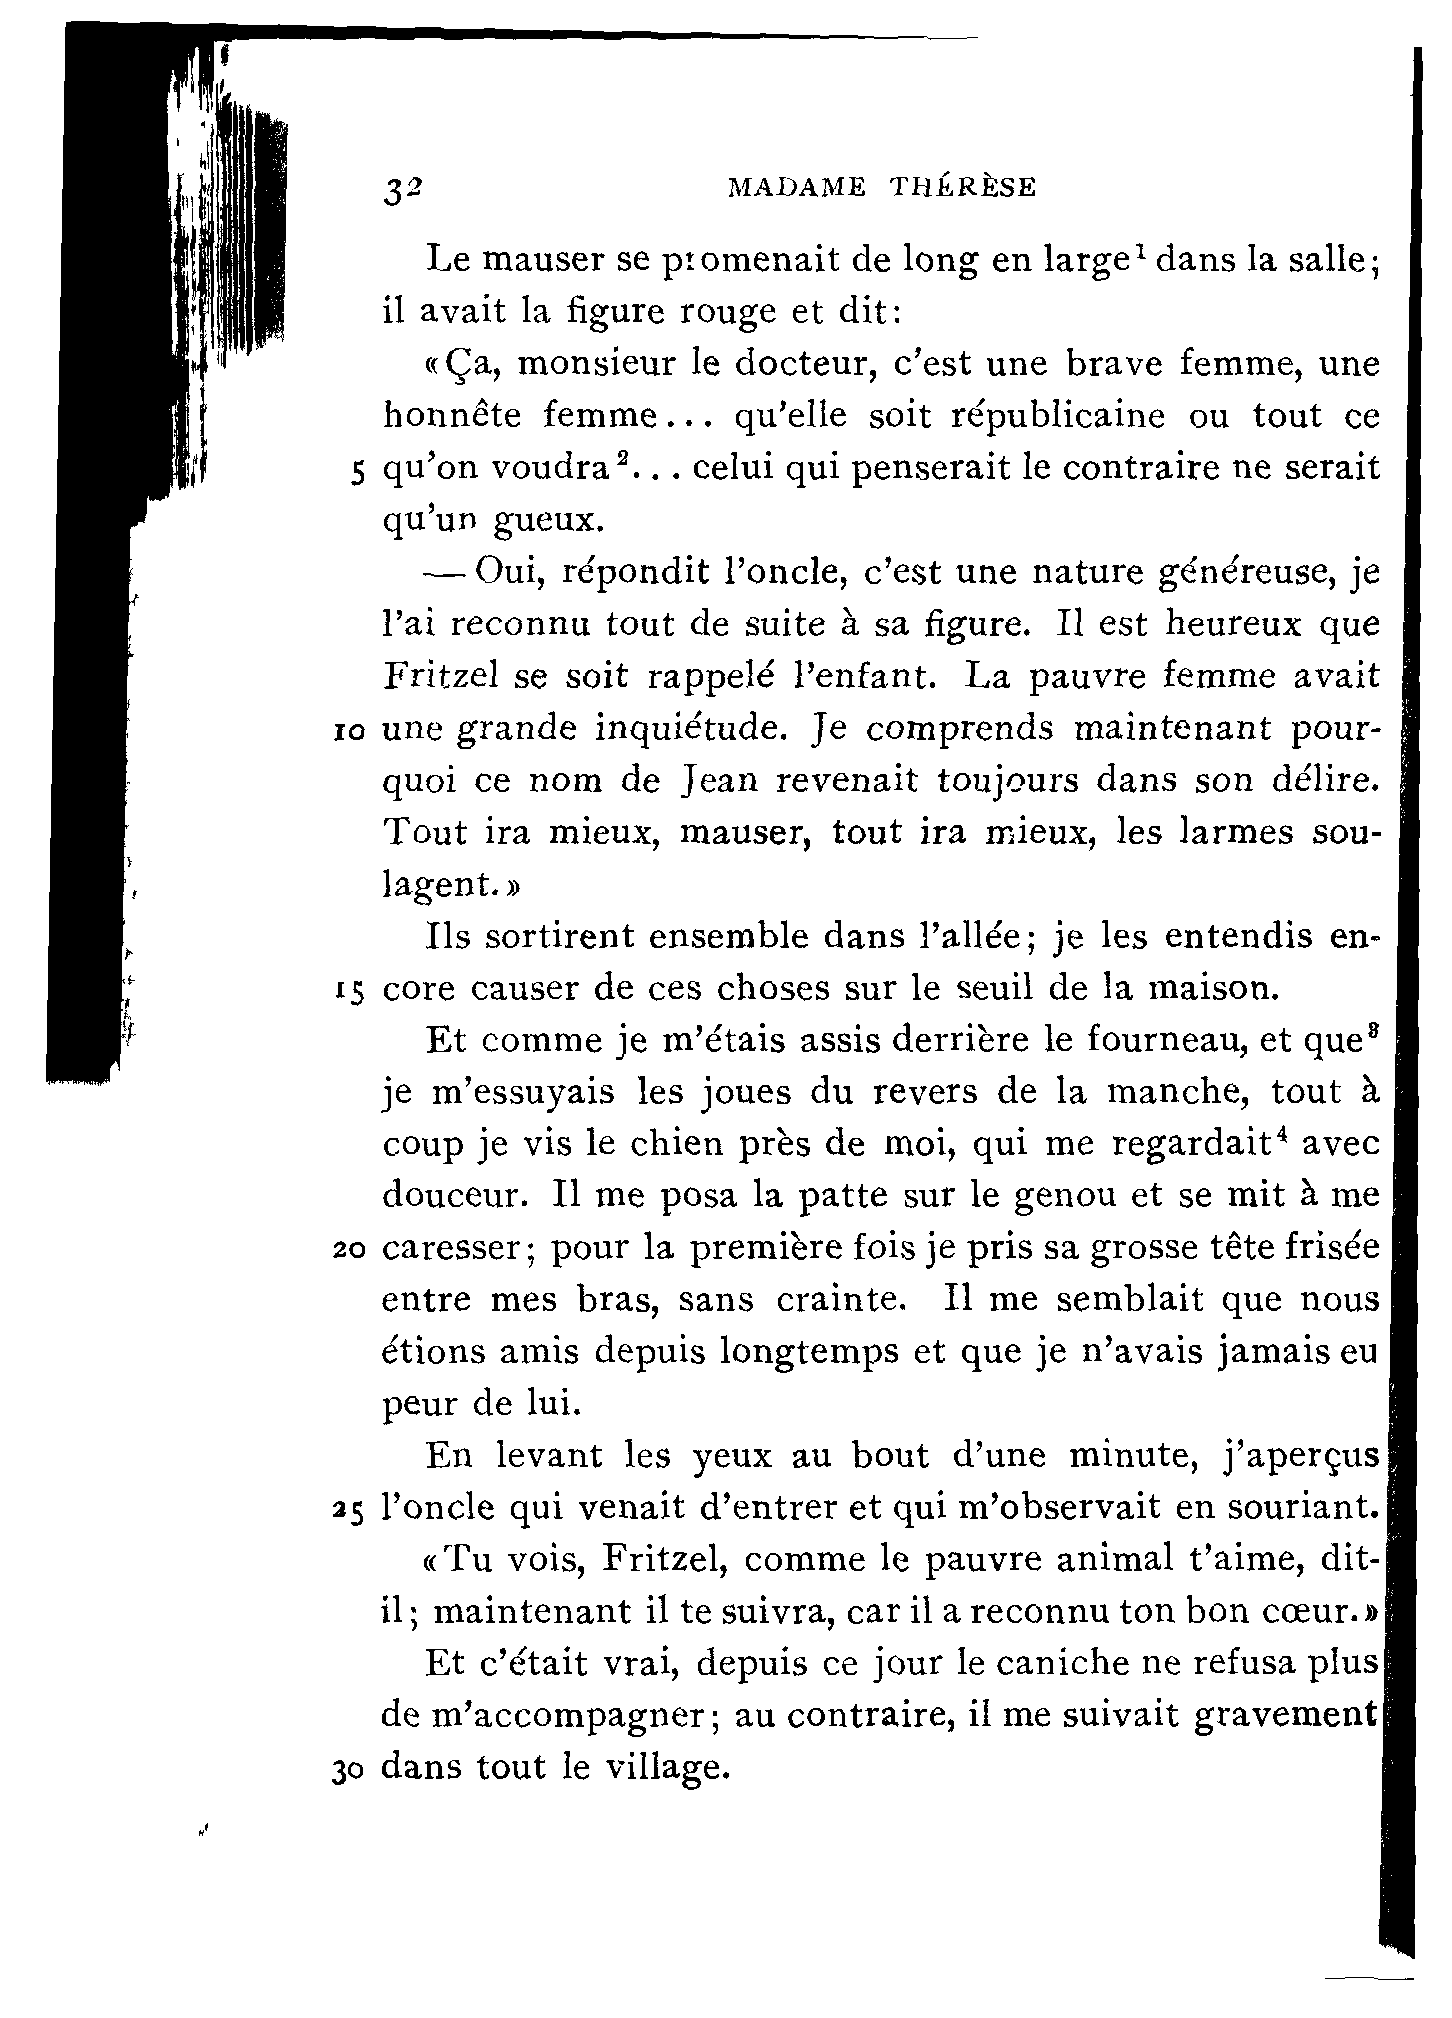 32 MADAME THÉRÈSE
Le mauser se promenait de long en large¹ dans la salle;
il avait la figure rouge et dit:
«Ça, monsieur le docteur, c'est une brave femme, une
honnête femme... qu'elle soit républicaine ou tout ce
5 qu'on voudra²... celui qui penserait le contraire ne serait
qu'un gueux.
— Oui, répondit l'oncle, c'est une nature généreuse, je
l'ai reconnu tout de suite à sa figure. Il est heureux que
Fritzel se soit rappelé l'enfant. La pauvre femme avait
10 une grande inquiétude. Je comprends maintenant pour-
quoi ce nom de Jean revenait toujours dans son délire.
Tout ira mieux, mauser, tout ira mieux, les larmes sou-
lagent.»
Ils sortirent ensemble dans l'allée; je les entendis en-
15 core causer de ces choses sur le seuil de la maison.
Et comme je m'étais assis derrière le fourneau, et que³
je m'essuyais les joues du revers de la manche, tout à
coup je vis le chien près de moi, qui me regardait⁴ avec
douceur. Il me posa la patte sur le genou et se mit à me
20 caresser; pour la première fois je pris sa grosse tête frisée
entre mes bras, sans crainte. Il me semblait que nous
étions amis depuis longtemps et que je n'avais jamais eu
peur de lui.
En levant les yeux au bout d'une minute, j'aperçus
25 l'oncle qui venait d'entrer et qui m'observait en souriant.
«Tu vois, Fritzel, comme le pauvre animal t'aime, dit-
il; maintenant il te suivra, car il a reconnu ton bon cœur.»
Et c'était vrai, depuis ce jour le caniche ne refusa plus
de m'accompagner; au contraire, il me suivait gravement
30 dans tout le village.